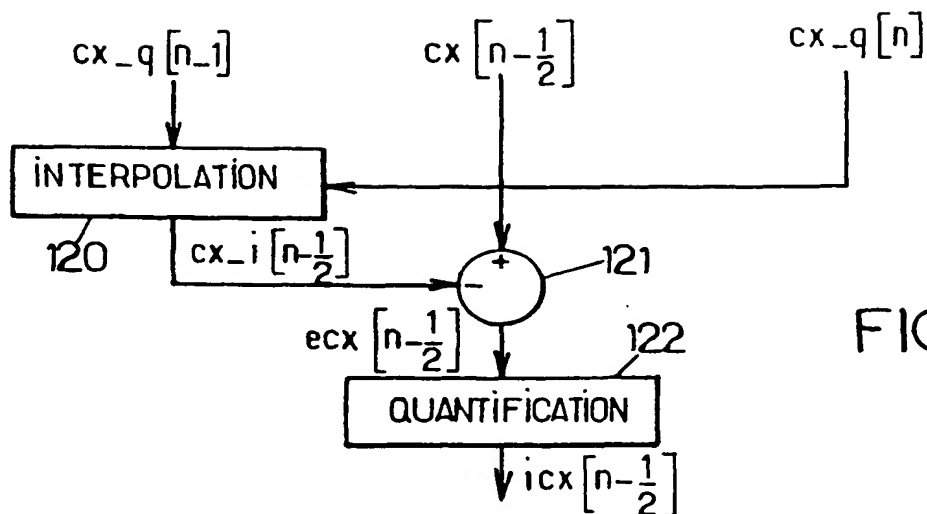 cx_q[n_1]
cx[n-1/2]
cx_q[n]
INTERPOLATION
120
cx_i[n-1/2]
+
-
121
ecx[n-1/2]
FIG
122
QUANTIFICATION
icx[n-1/2]